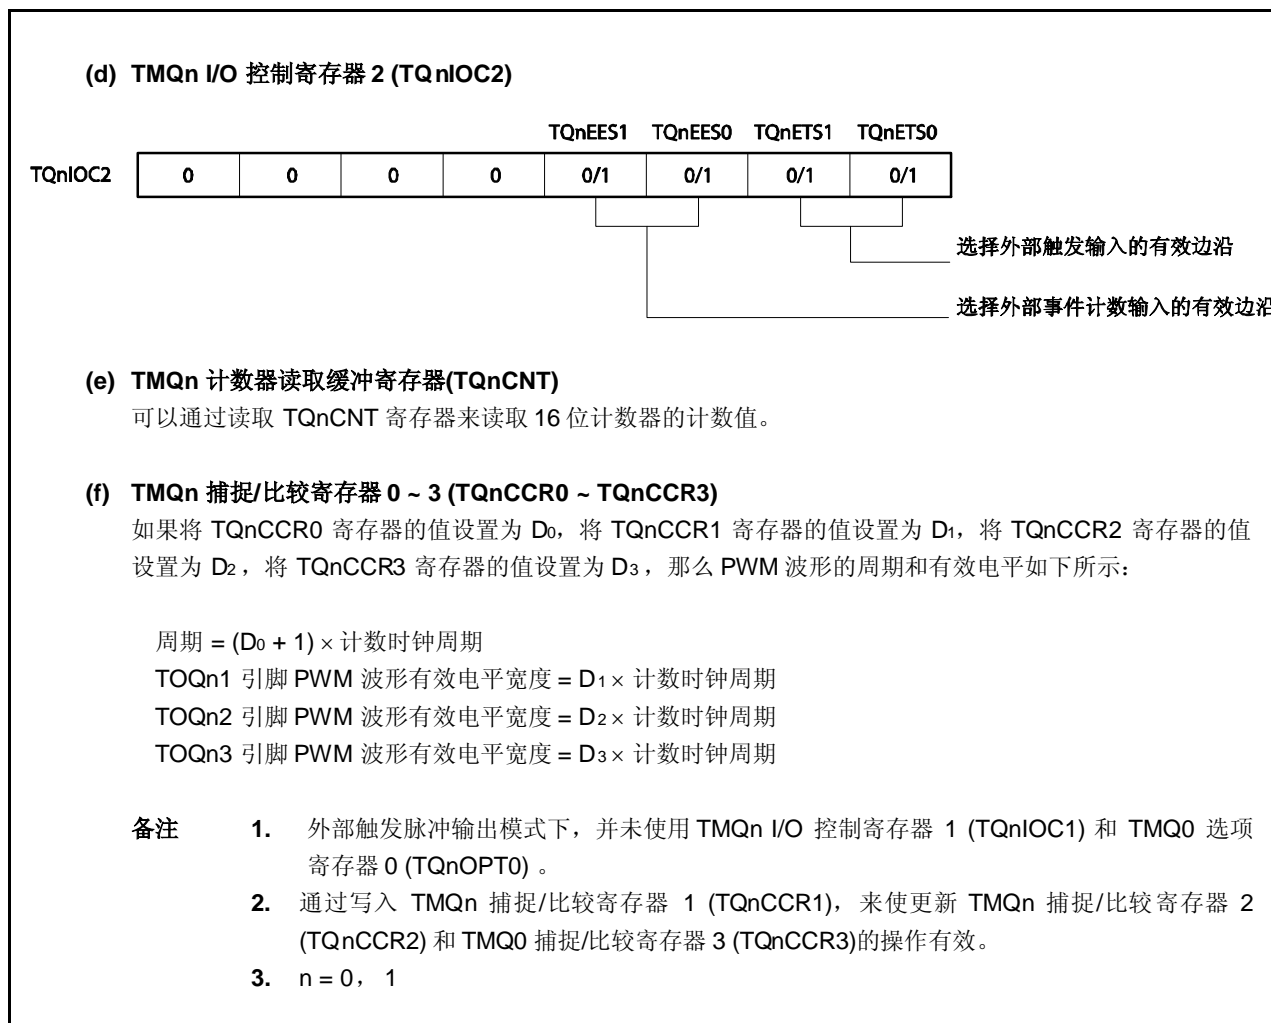 (d) TMQn I/O 控制寄存器 2 (TQnIOC2)
TQnEES1 TQnEES0 TQnETS1 TQnETS0
TQnIOC2 0 0 0 0 0/1 0/1 0/1 0/1
选择外部触发输入的有效边沿
选择外部事件计数输入的有效边沿
(e) TMQn 计数器读取缓冲寄存器(TQnCNT)
可以通过读取 TQnCNT 寄存器来读取 16 位计数器的计数值。
(f) TMQn 捕捉/比较寄存器 0 ~ 3 (TQnCCR0 ~ TQnCCR3)
如果将 TQnCCR0 寄存器的值设置为 D0，将 TQnCCR1 寄存器的值设置为 D1，将 TQnCCR2 寄存器的值
设置为 D2，将 TQnCCR3 寄存器的值设置为 D3，那么 PWM 波形的周期和有效电平如下所示：
周期 = (D0 + 1) × 计数时钟周期
TOQn1 引脚 PWM 波形有效电平宽度 = D1 × 计数时钟周期
TOQn2 引脚 PWM 波形有效电平宽度 = D2 × 计数时钟周期
TOQn3 引脚 PWM 波形有效电平宽度 = D3 × 计数时钟周期
备注 1. 外部触发脉冲输出模式下，并未使用 TMQn I/O 控制寄存器 1 (TQnIOC1) 和 TMQ0 选项
寄存器 0 (TQnOPT0) 。
2. 通过写入 TMQn 捕捉/比较寄存器 1 (TQnCCR1)，来使更新 TMQn 捕捉/比较寄存器 2
(TQnCCR2) 和 TMQ0 捕捉/比较寄存器 3 (TQnCCR3)的操作有效。
3. n = 0， 1